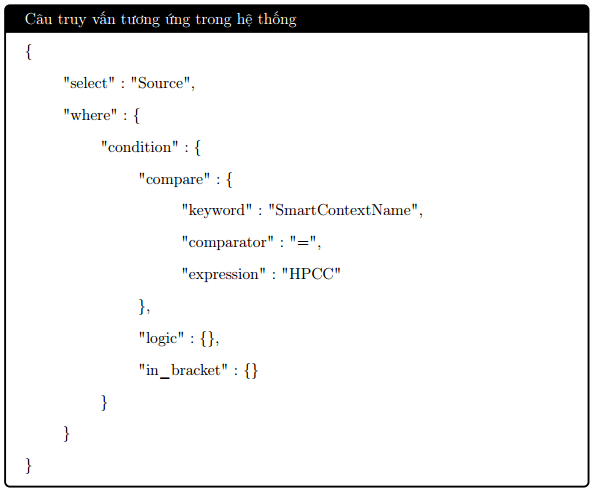 Câu truy vấn tương ứng trong hệ thống
{
"select" : "Source",
"where" : {
"condition" : {
"compare" : {
"keyword" : "SmartContextName",
"comparator" : "=",
"expression" : "HPCC"
},
"logic" : {},
"in_bracket" : {}
}
}
}